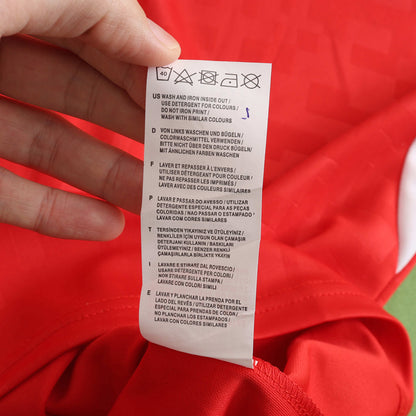 40
US WASH AND IRON INSIDE OUT /
USE DETERGENT FOR COLOURS /
DO NOT IRON PRINT /
WASH WITH SIMILAR COLOURS
D VON LINKS WASCHEN UND BÜGELN /
COLORWASCHMITTEL VERWENDEN /
BITTE NICHT ÜBER DEN DRUCK BÜGELN /
MIT ÄHNLICHEN FARBEN WASCHEN
F LAVER ET REPASSER À L'ENVERS /
UTILISER DÉTERGENT POUR COULEUR /
NE PAS REPASSER LES IMPRIMÉS /
LAVER AVEC DES COULEURS SIMILAIRES
P LAVAR E PASSAR DO AVESSO / UTILIZAR
DETERGENTE ESPECIAL PARA AS PEÇAS
COLORIDAS / NAO PASSAR O ESTAMPADO /
LAVAR COM CORES SIMILARES
T TERSİNDEN YIKAYINIZ VE ÜTÜLEYİNİZ /
RENKLİLER İÇİN UYGUN OLAN ÇAMAŞIR
DETERJANI KULLANIN / BASKILARI
ÜTÜLEMEYİNİZ / BENZER RENKLİ
ÇAMAŞIRLARLA BİRLİKTE YIKAYINIZ
I LAVARE E STIRARE DAL ROVESCIO /
USARE DETERGENTE PER COLORI /
NON STIRARE SULLA STAMPA /
LAVARE CON COLORI SIMILI
E LAVAR Y PLANCHAR LA PRENDA POR EL
LADO DEL REVÉS / UTILIZAR DETERGENTE
ESPECIAL PARA PRENDAS DE COLOR /
NO PLANCHAR LOS ESTAMPADOS /
LAVAR CON COLORES SIMILARES